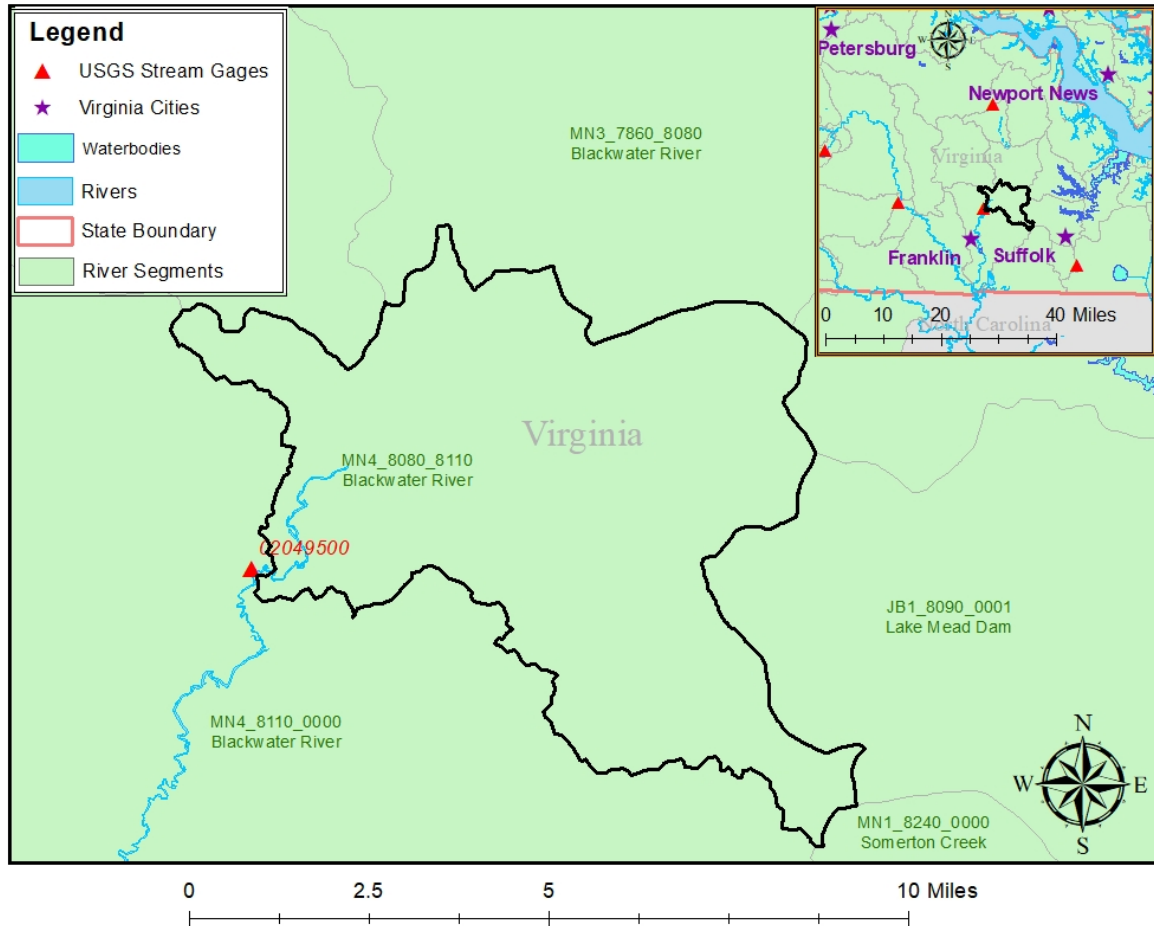 Legend
USGS Stream Gages
Virginia Cities
Waterbodies
Rivers
State Boundary
River Segments
MN3_7860_8080
Blackwater River
Virginia
MN4_8080_8110
Blackwater River
02049500
JB1_8090_0001
Lake Mead Dam
MN4_8110_0000
Blackwater River
MN1_8240_0000
Somerton Creek
N
W E
S
0 2.5 5 10 Miles
Petersburg
N
W E
S
Newport News
Virginia
Franklin
Suffolk
0 10 20 40 Miles
North Carolina